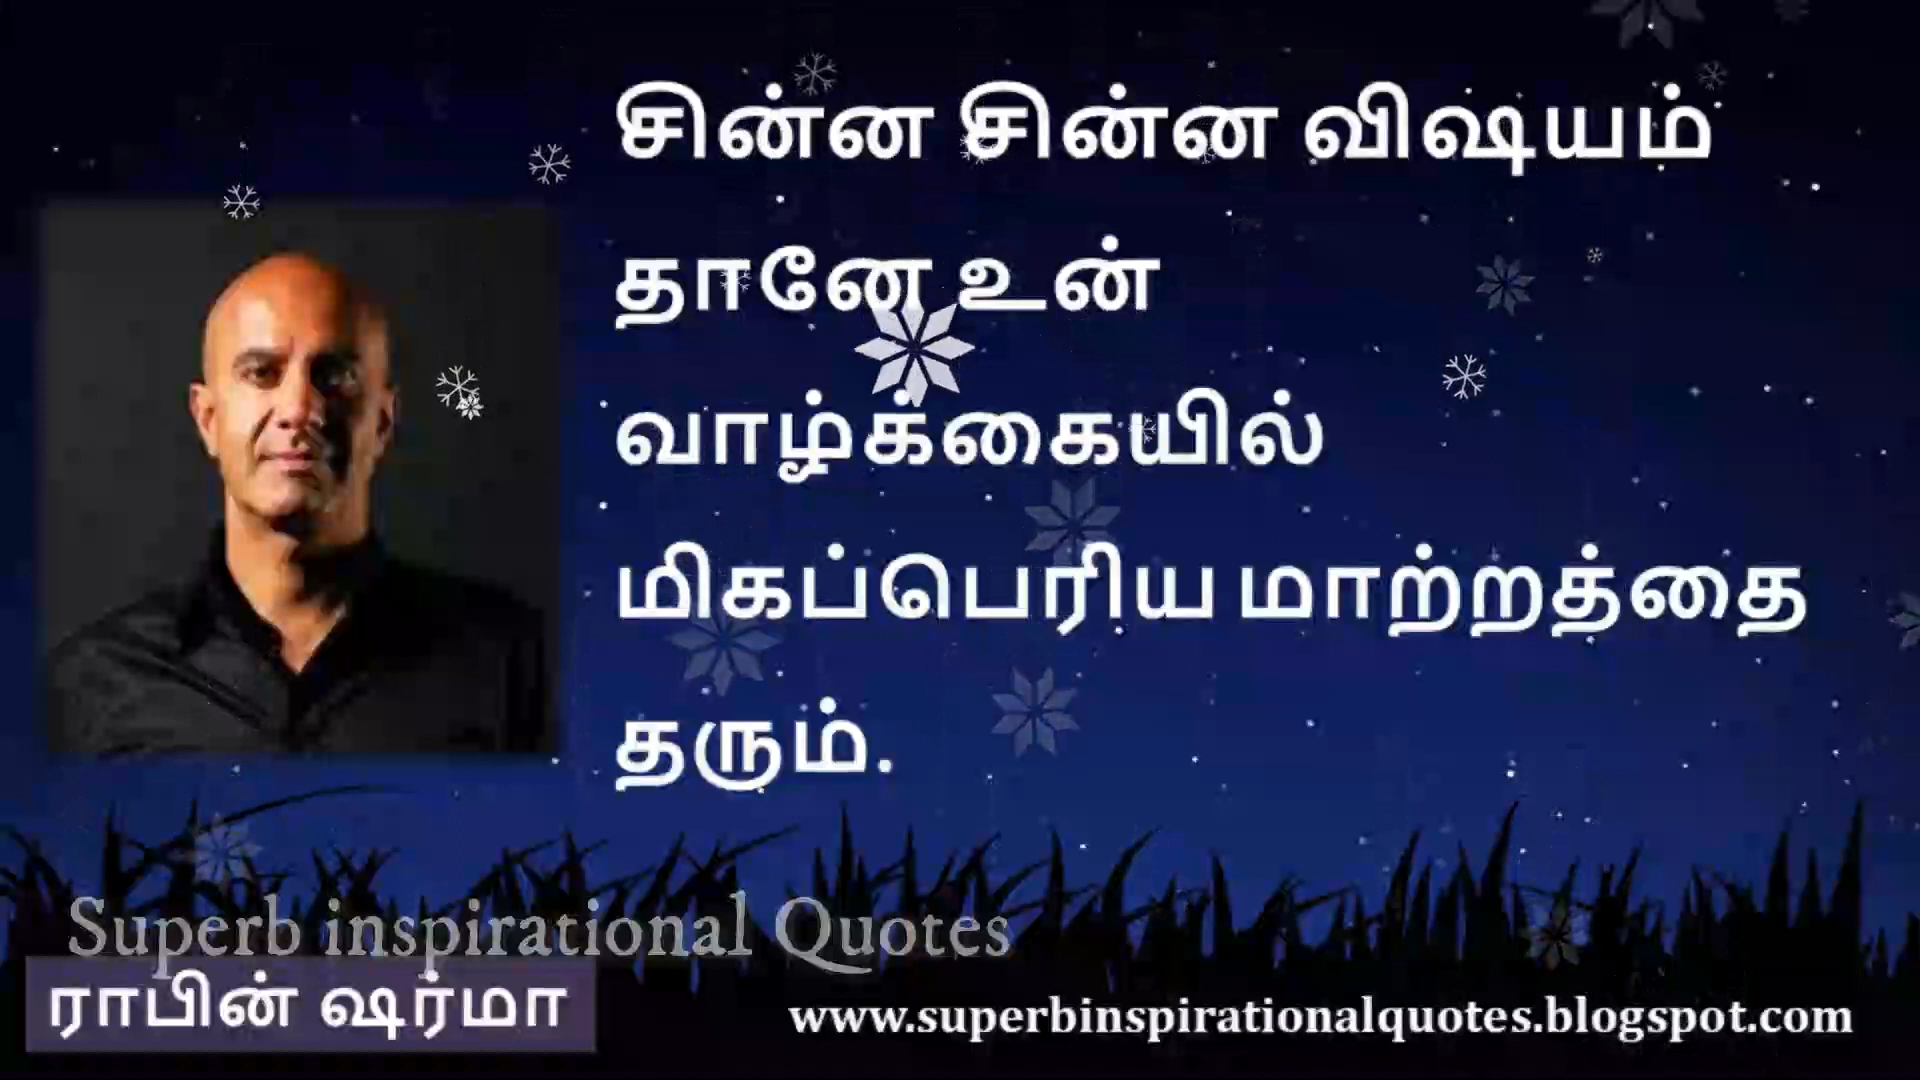 சின்ன சின்ன விஷயம்
தானே உன்
வாழ்க்கையில்
மிகப்பெரிய மாற்றத்தை
தரும்.
Superb inspirational Quotes
ராபின் ஷர்மா
www.superbinspirationalquotes.blogspot.com